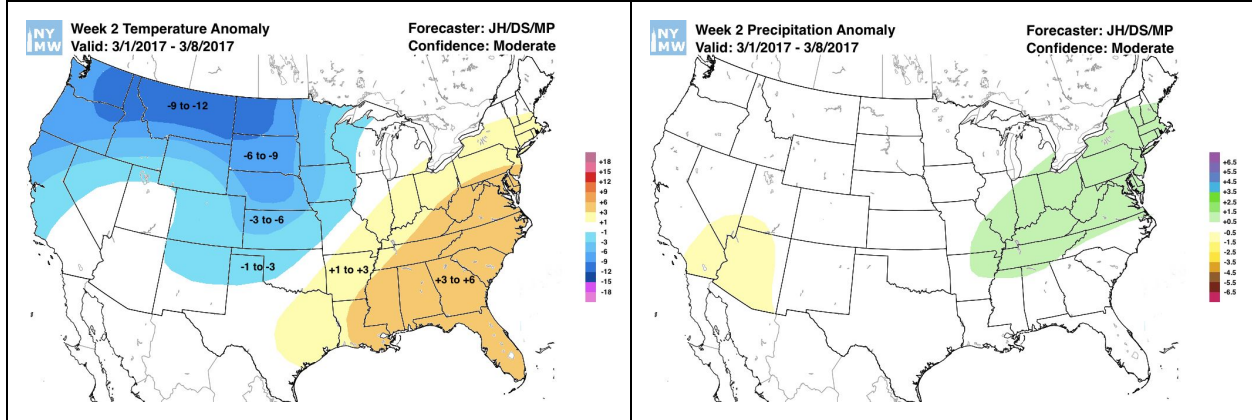 NY
MW
Week 2 Temperature Anomaly
Valid: 3/1/2017 - 3/8/2017
Forecaster: JH/DS/MP
Confidence: Moderate
-9 to -12
-6 to -9
-3 to -6
-1 to -3
+1 to +3
+3 to +6
+18
+15
+12
+9
+6
+3
+1
-1
-3
-6
-9
-12
-15
-18
NY
MW
Week 2 Precipitation Anomaly
Valid: 3/1/2017 - 3/8/2017
Forecaster: JH/DS/MP
Confidence: Moderate
+6.5
+5.5
+4.5
+3.5
+2.5
+1.5
+0.5
-0.5
-1.5
-2.5
-3.5
-4.5
-5.5
-6.5